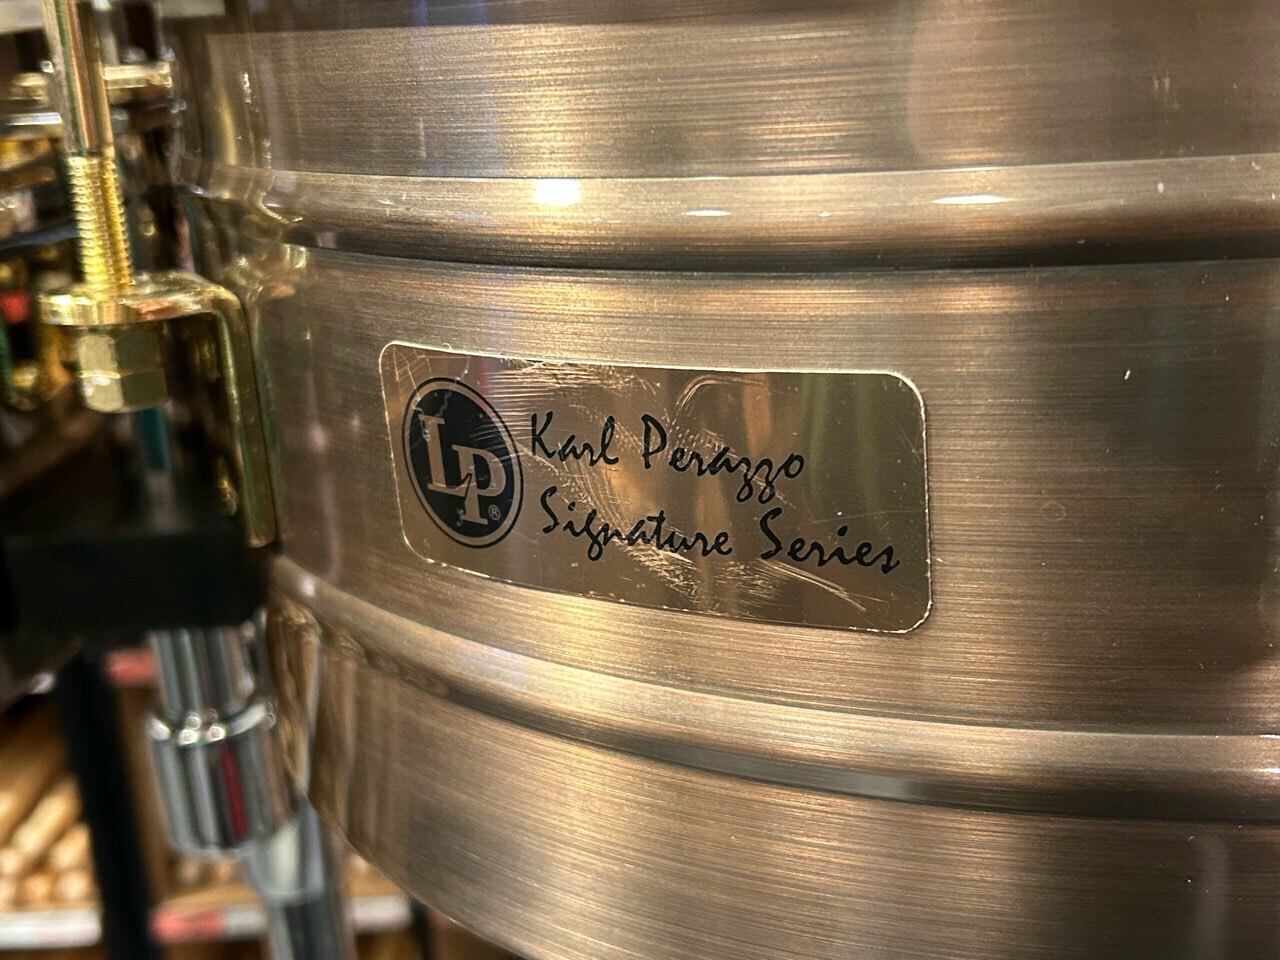 LP®
Karl Perazzo
Signature Series